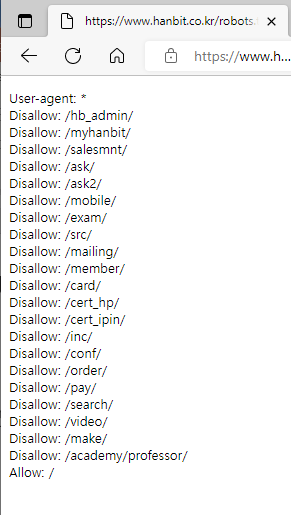 https://www.hanbit.co.kr/robots.
https://www.h...
User-agent: *
Disallow: /hb_admin/
Disallow: /myhanbit/
Disallow: /salesmnt/
Disallow: /ask/
Disallow: /ask2/
Disallow: /mobile/
Disallow: /exam/
Disallow: /src/
Disallow: /mailing/
Disallow: /member/
Disallow: /card/
Disallow: /cert_hp/
Disallow: /cert_ipin/
Disallow: /inc/
Disallow: /conf/
Disallow: /order/
Disallow: /pay/
Disallow: /search/
Disallow: /video/
Disallow: /make/
Disallow: /academy/professor/
Allow: /